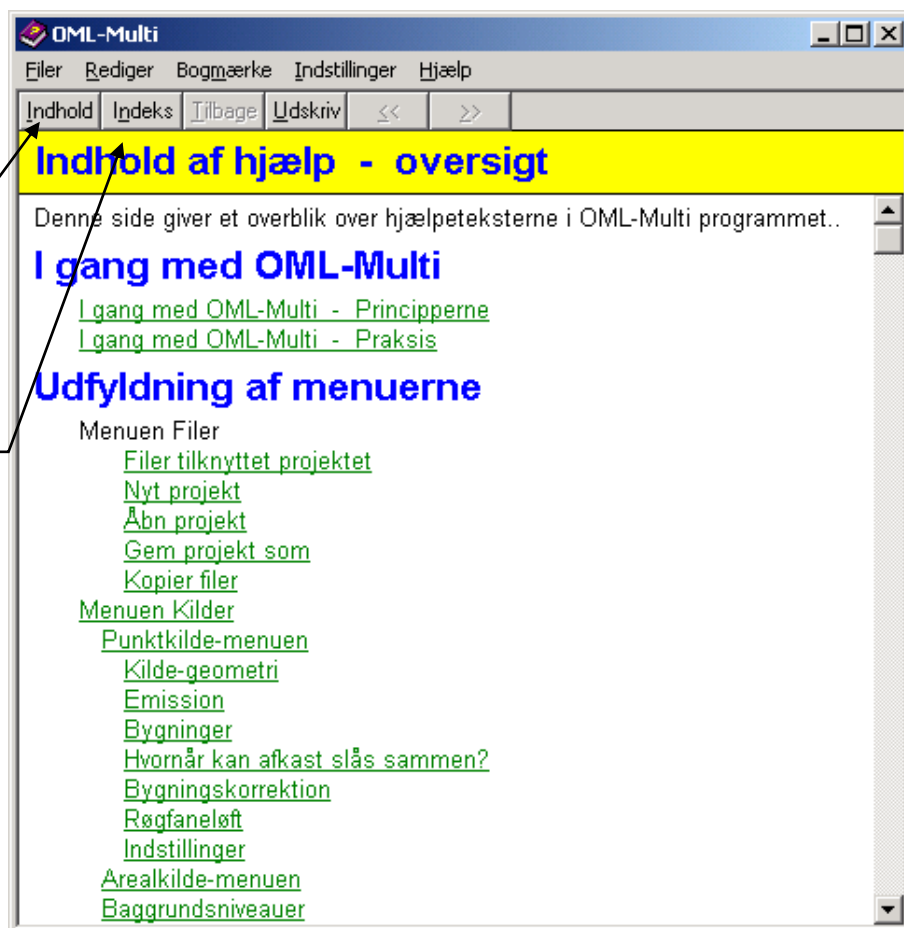 OML-Multi
Filer Rediger Bogmærke Indstillinger Hjælp
Indhold Indeks Tilbage Udskriv << >>
Indhold af hjælp - oversigt
Denne side giver et overblik over hjælpeteksterne i OML-Multi programmet..
I gang med OML-Multi
I gang med OML-Multi - Principperne
I gang med OML-Multi - Praksis
Udfyldning af menuerne
Menuen Filer
Filer tilknyttet projektet
Nyt projekt
Åbn projekt
Gem projekt som
Kopier filer
Menuen Kilder
Punktkilde-menuen
Kilde-geometri
Emission
Bygninger
Hvornår kan afkast slås sammen?
Bygningskorrektion
Røgfaneløft
Indstillinger
Arealkilde-menuen
Baggrundsniveauer